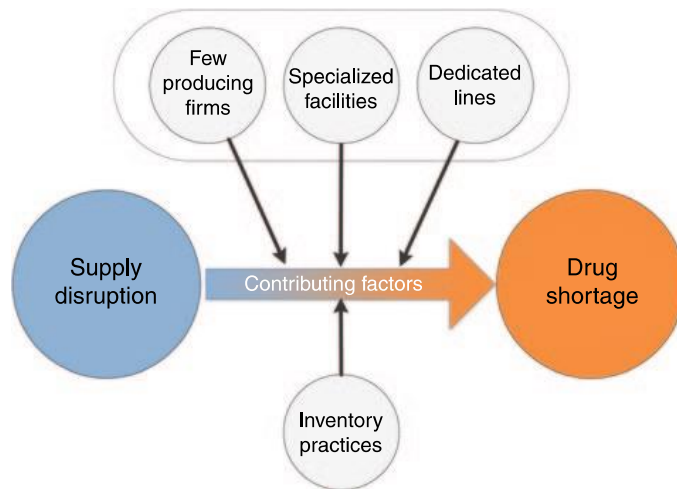 Few
producing
firms
Specialized
facilities
Dedicated
lines
Supply
disruption
Contributing factors
Drug
shortage
Inventory
practices